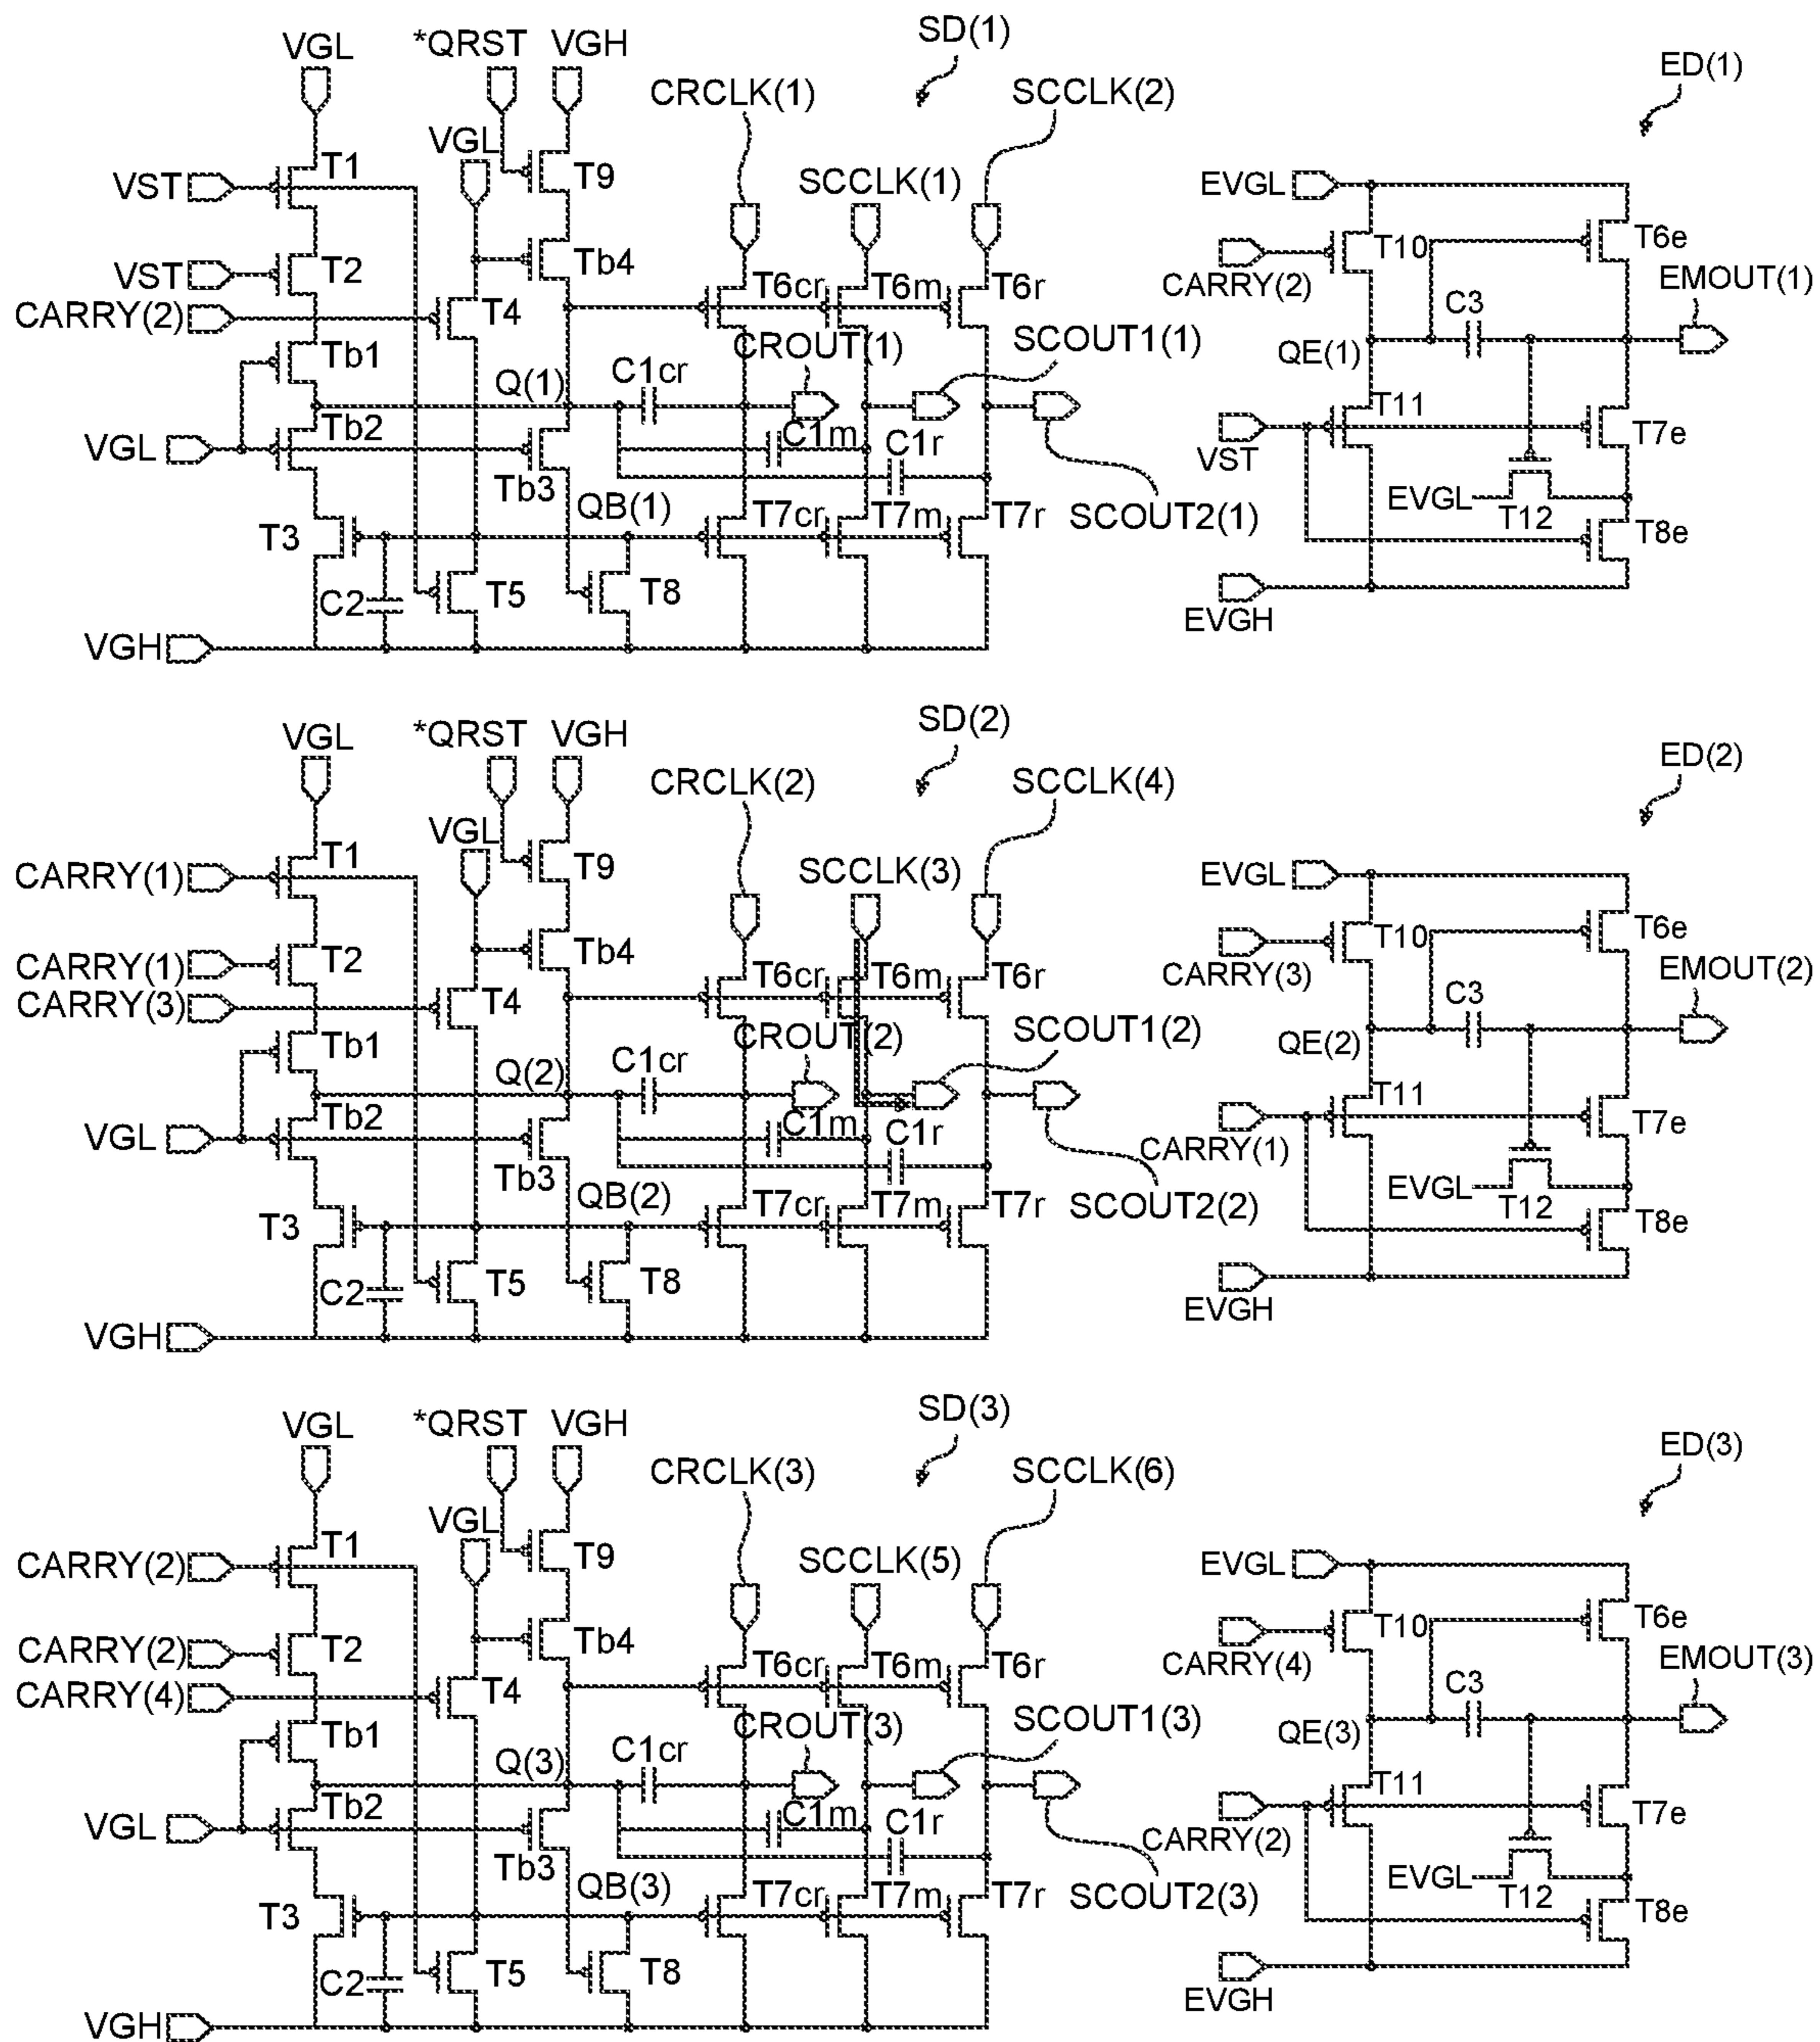 SD(1)
*QRST VGH
VGL
ED(1)
CRCLK(1) SCCLK(2)
VGL
T1 T9
VST SCCLK(1) EVGL
T10 T6e
T2 Tb4
VST CARRY(2) EMOUT(1)
T6cr T6m T6r
CARRY(2) T4 C3
Tb1 CROUT(1) SCOUT1(1) QE(1)
Q(1) C1cr
T11
Tb2 C1m C1r T7e
VGL VST
Tb3 EVGL
QB(1) T7cr T7m T7r SCOUT2(1) T12
T3 T8e
C2 T5 T8
EVGH
VGH
SD(2)
*QRST VGH
VGL
ED(2)
CRCLK(2) SCCLK(4)
VGL
T1 T9
CARRY(1) SCCLK(3) EVGL
T10 T6e
T2 Tb4
CARRY(1) CARRY(3) EMOUT(2)
T6cr T6m T6r
CARRY(3) T4 C3
Tb1 CROUT(2) SCOUT1(2) QE(2)
Q(2) C1cr
T11
Tb2 C1m C1r T7e
VGL CARRY(1)
Tb3 EVGL
QB(2) T7cr T7m T7r SCOUT2(2) T12
T3 T8e
C2 T5 T8
EVGH
VGH
SD(3)
*QRST VGH
VGL
ED(3)
CRCLK(3) SCCLK(6)
VGL
T1 T9
CARRY(2) SCCLK(5) EVGL
T10 T6e
T2 Tb4
CARRY(2) CARRY(4) EMOUT(3)
T6cr T6m T6r
CARRY(4) T4 C3
Tb1 CROUT(3) SCOUT1(3) QE(3)
Q(3) C1cr
T11
Tb2 C1m C1r T7e
VGL CARRY(2)
Tb3 EVGL
QB(3) T7cr T7m T7r SCOUT2(3) T12
T3 T8e
C2 T5 T8
EVGH
VGH